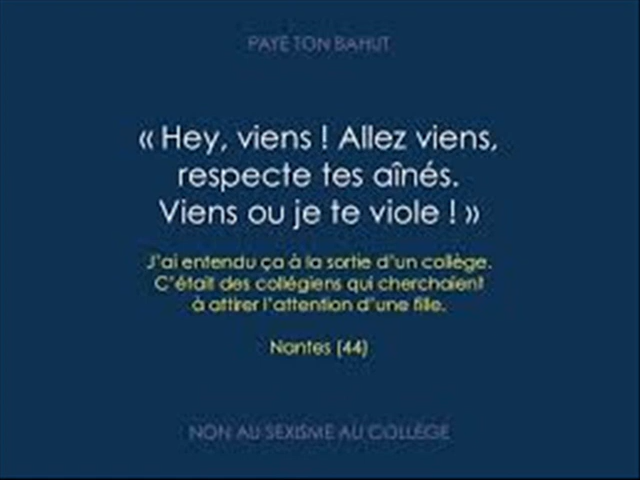 PAYE TON BAHUT
« Hey, viens ! Allez viens,
respecte tes aînés.
Viens ou je te viole ! »
J'ai entendu ça à la sortie d'un collège.
C'était des collégiens qui cherchaient
à attirer l'attention d'une fille.
Nantes (44)
NON AU SEXISME AU COLLÈGE